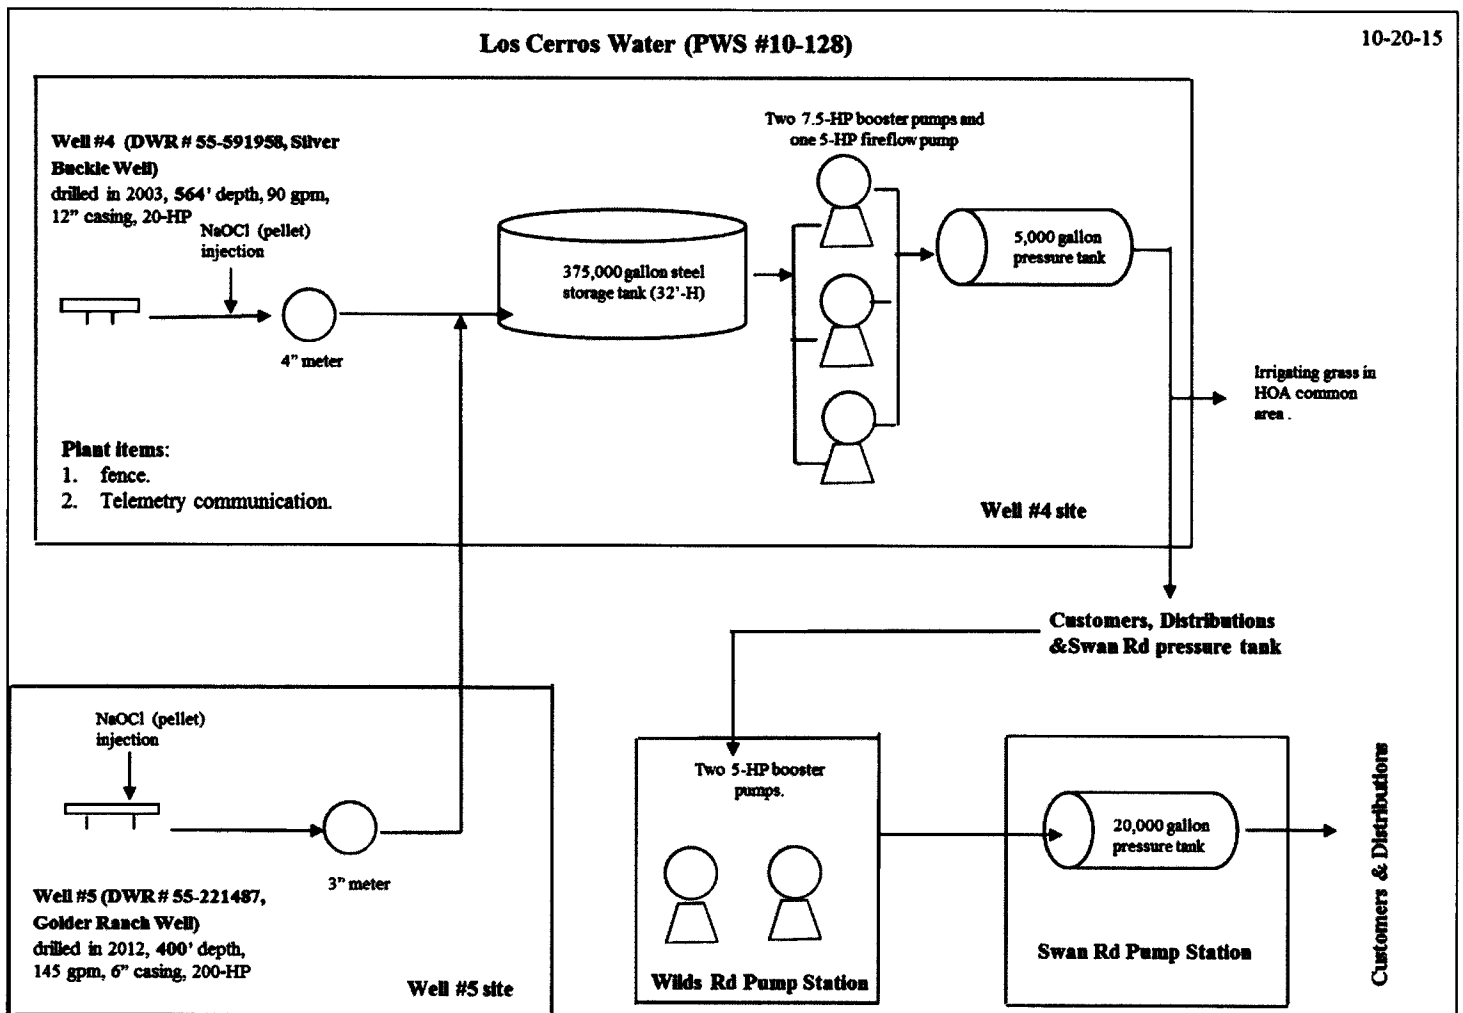 Los Cerros Water (PWS #10-128)
10-20-15
Well #4 (DWR # 55-591958, Silver
Buckle Well)
drilled in 2003, 564' depth, 90 gpm,
12" casing, 20-HP
NaOCl (pellet)
injection
4" meter
375,000 gallon steel
storage tank (32'-H)
Two 7.5-HP booster pumps and
one 5-HP fireflow pump
5,000 gallon
pressure tank
Irrigating grass in
HOA common
area .
Plant items:
1. fence.
2. Telemetry communication.
Well #4 site
Customers, Distributions
&Swan Rd pressure tank
NaOCl (pellet)
injection
3" meter
Well #5 (DWR # 55-221487,
Golder Ranch Well)
drilled in 2012, 400' depth,
145 gpm, 6" casing, 200-HP
Well #5 site
Two 5-HP booster
pumps.
Wilds Rd Pump Station
20,000 gallon
pressure tank
Swan Rd Pump Station
Customers & Distributions